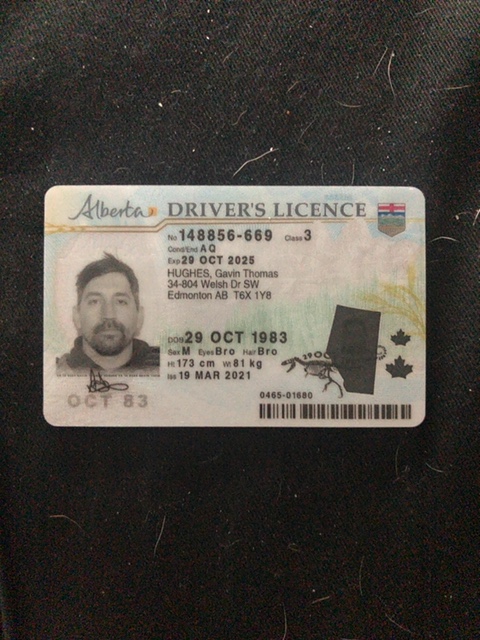 Alberta DRIVER'S LICENCE
No 148856-669 Class 3
Cond/End A Q
Exp 29 OCT 2025
HUGHES, Gavin Thomas
34-804 Welsh Dr SW
Edmonton AB T6X 1Y8
DOB 29 OCT 1983
Sex M Eyes Bro Hair Bro
Ht 173 cm Wt 81 kg
Iss 19 MAR 2021
OCT 83
0465-01680